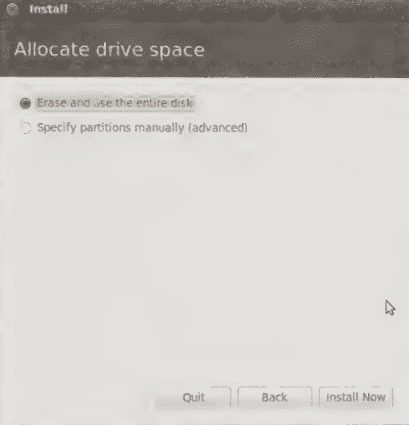 Install
Allocate drive space
Erase and use the entire disk
Specify partitions manually (advanced)
Quit
Back
Install Now